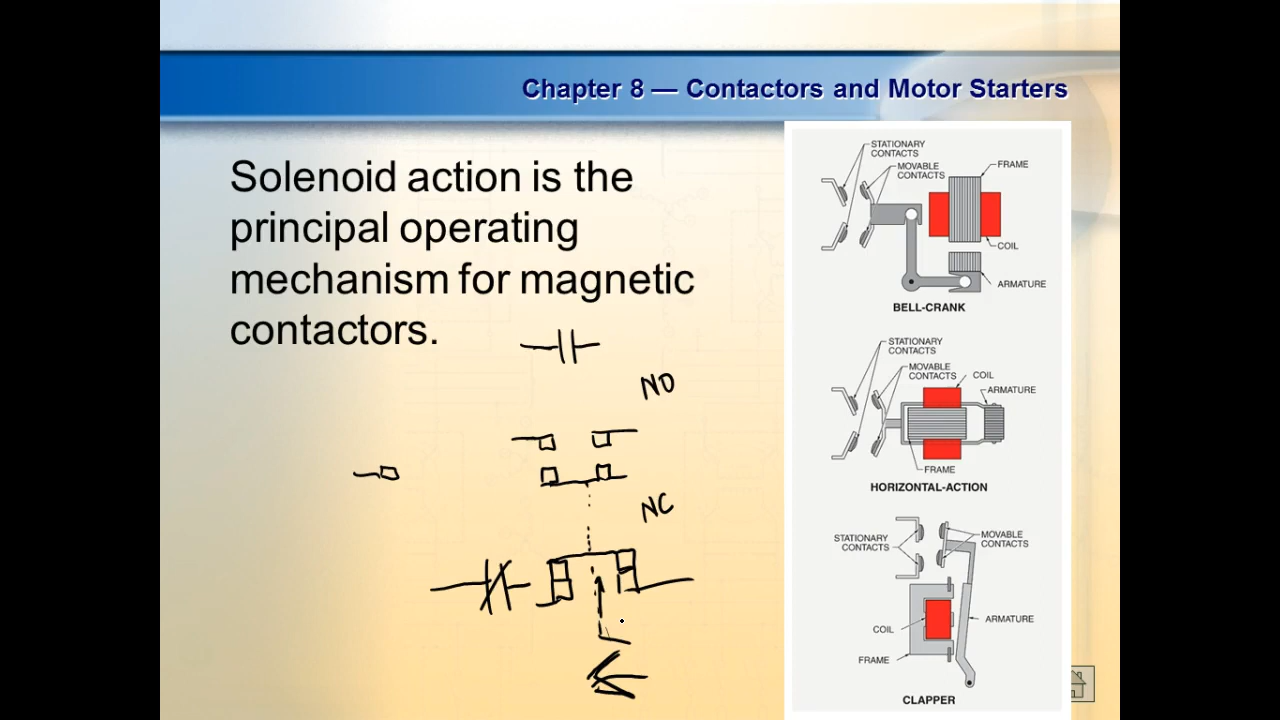 Chapter 8 — Contactors and Motor Starters
Solenoid action is the
principal operating
mechanism for magnetic
contactors.
NO
NC
STATIONARY
CONTACTS
MOVABLE
CONTACTS
FRAME
COIL
ARMATURE
BELL-CRANK
STATIONARY
CONTACTS
MOVABLE
CONTACTS
COIL
ARMATURE
FRAME
HORIZONTAL-ACTION
STATIONARY
CONTACTS
MOVABLE
CONTACTS
COIL
ARMATURE
FRAME
CLAPPER